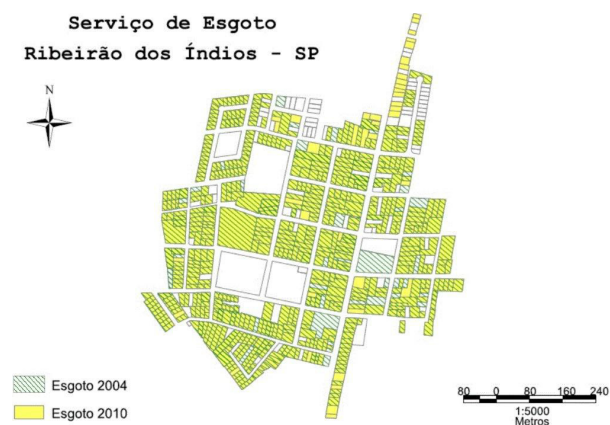 Serviço de Esgoto
Ribeirão dos Índios - SP
N
Esgoto 2004
Esgoto 2010
80 0 80 160 240
1:5000
Metros